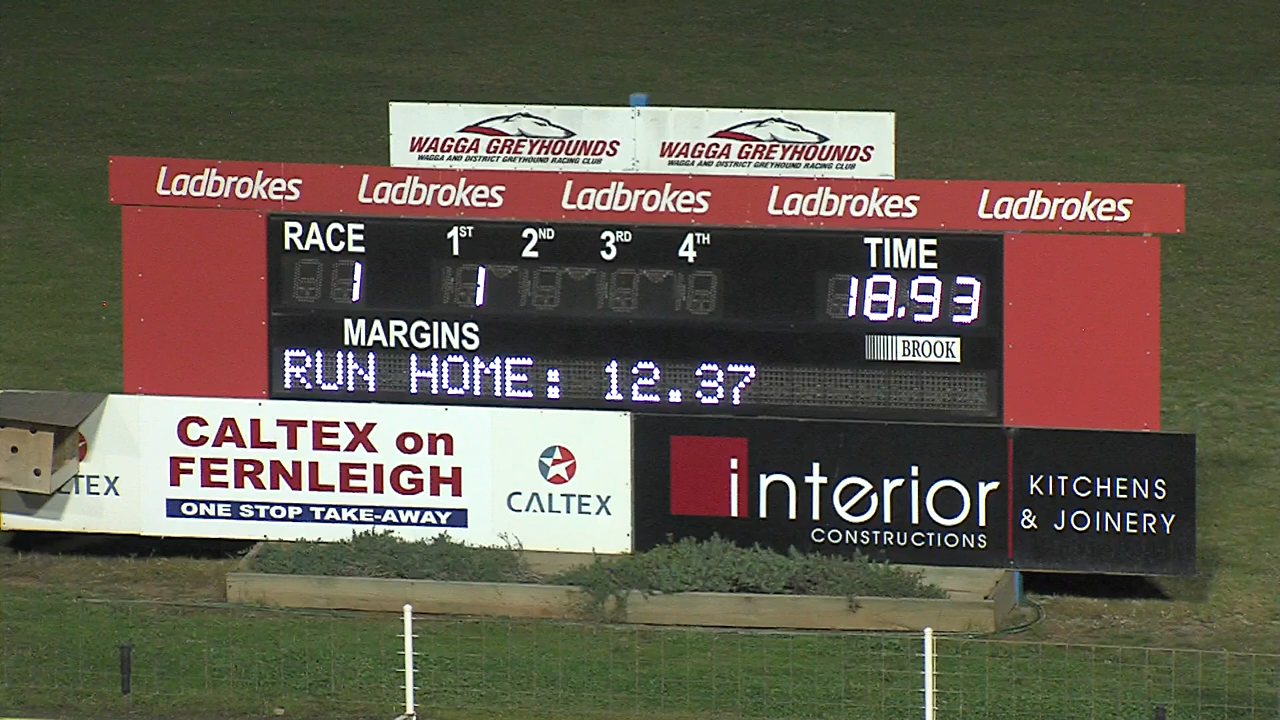 WAGGA GREYHOUNDS WAGGA GREYHOUNDS
WAGGA AND DISTRICT GREYHOUND RACING CLUB WAGGA AND DISTRICT GREYHOUND RACING CLUB
Ladbrokes Ladbrokes Ladbrokes Ladbrokes Ladbrokes
RACE 1ST 2ND 3RD 4TH TIME
1 1 18.93
MARGINS BROOK
RUN HOME: 12.37
CALTEX on
FERNLEIGH
ONE STOP TAKE-AWAY
CALTEX
interior
CONSTRUCTIONS
KITCHENS
& JOINERY